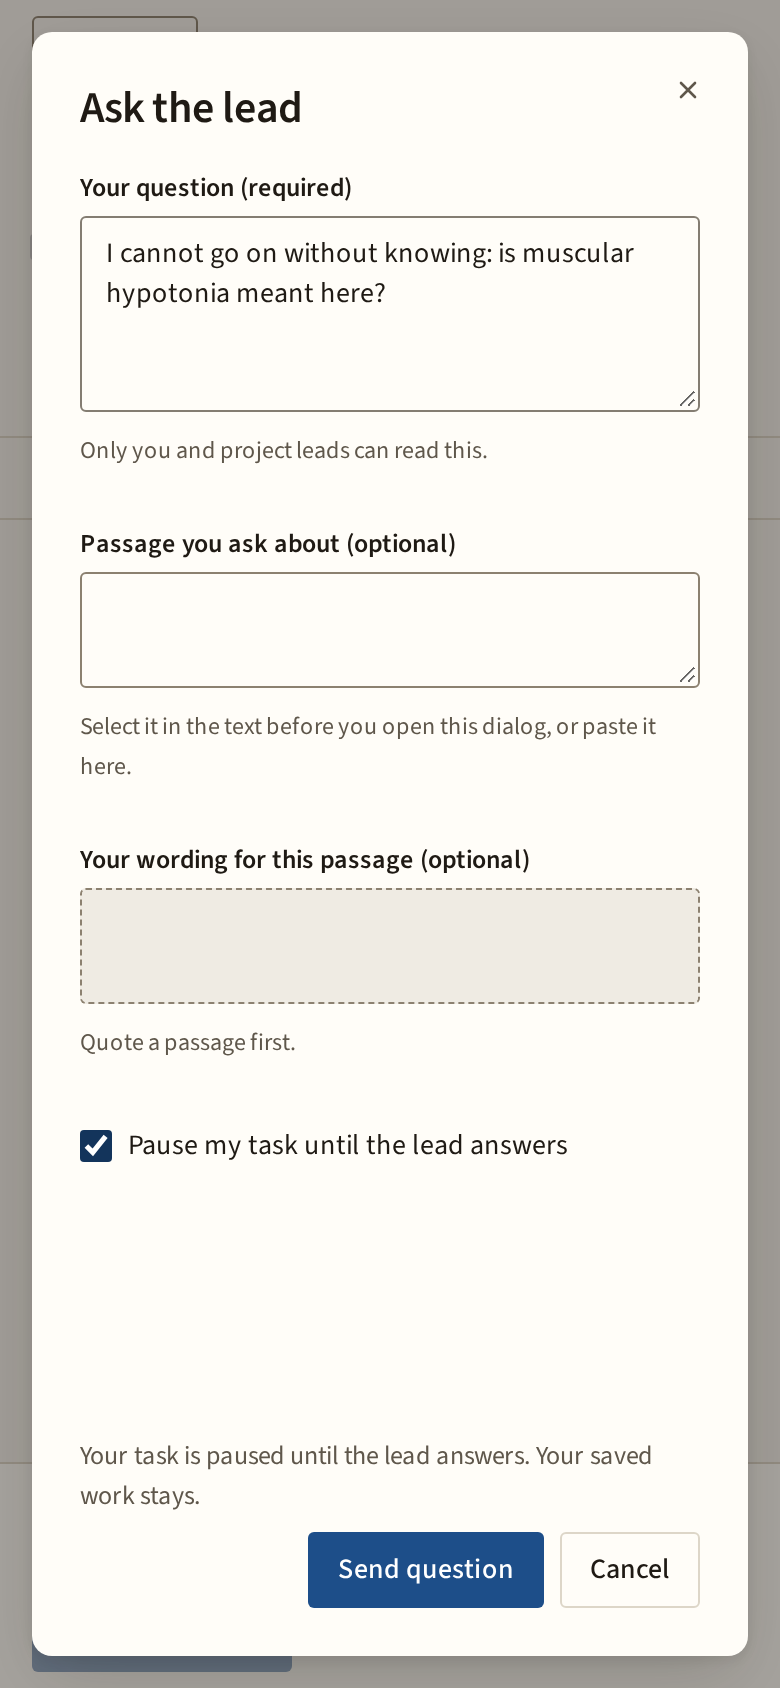 Ask the lead
Your question (required)
I cannot go on without knowing: is muscular
hypotonia meant here?
Only you and project leads can read this.
Passage you ask about (optional)
Select it in the text before you open this dialog, or paste it
here.
Your wording for this passage (optional)
Quote a passage first.
Pause my task until the lead answers
Your task is paused until the lead answers. Your saved
work stays.
Send question
Cancel